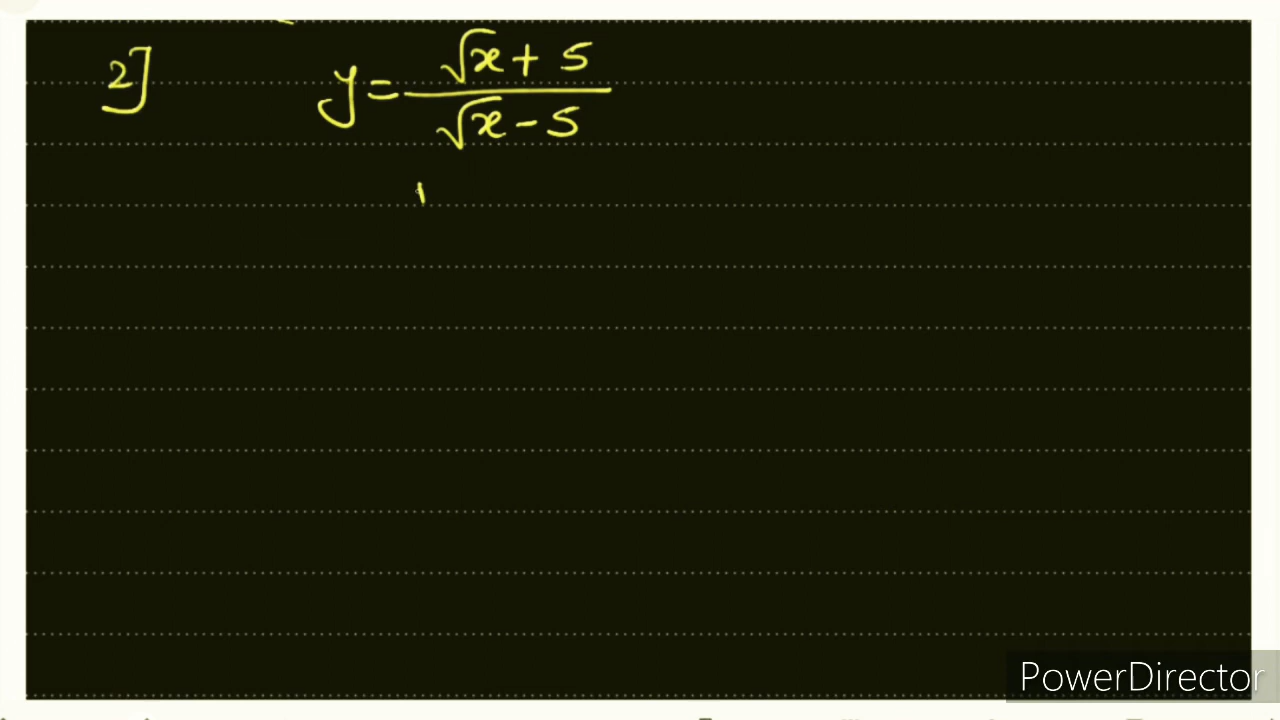 2] y = √x + 5 / √x - 5
PowerDirector